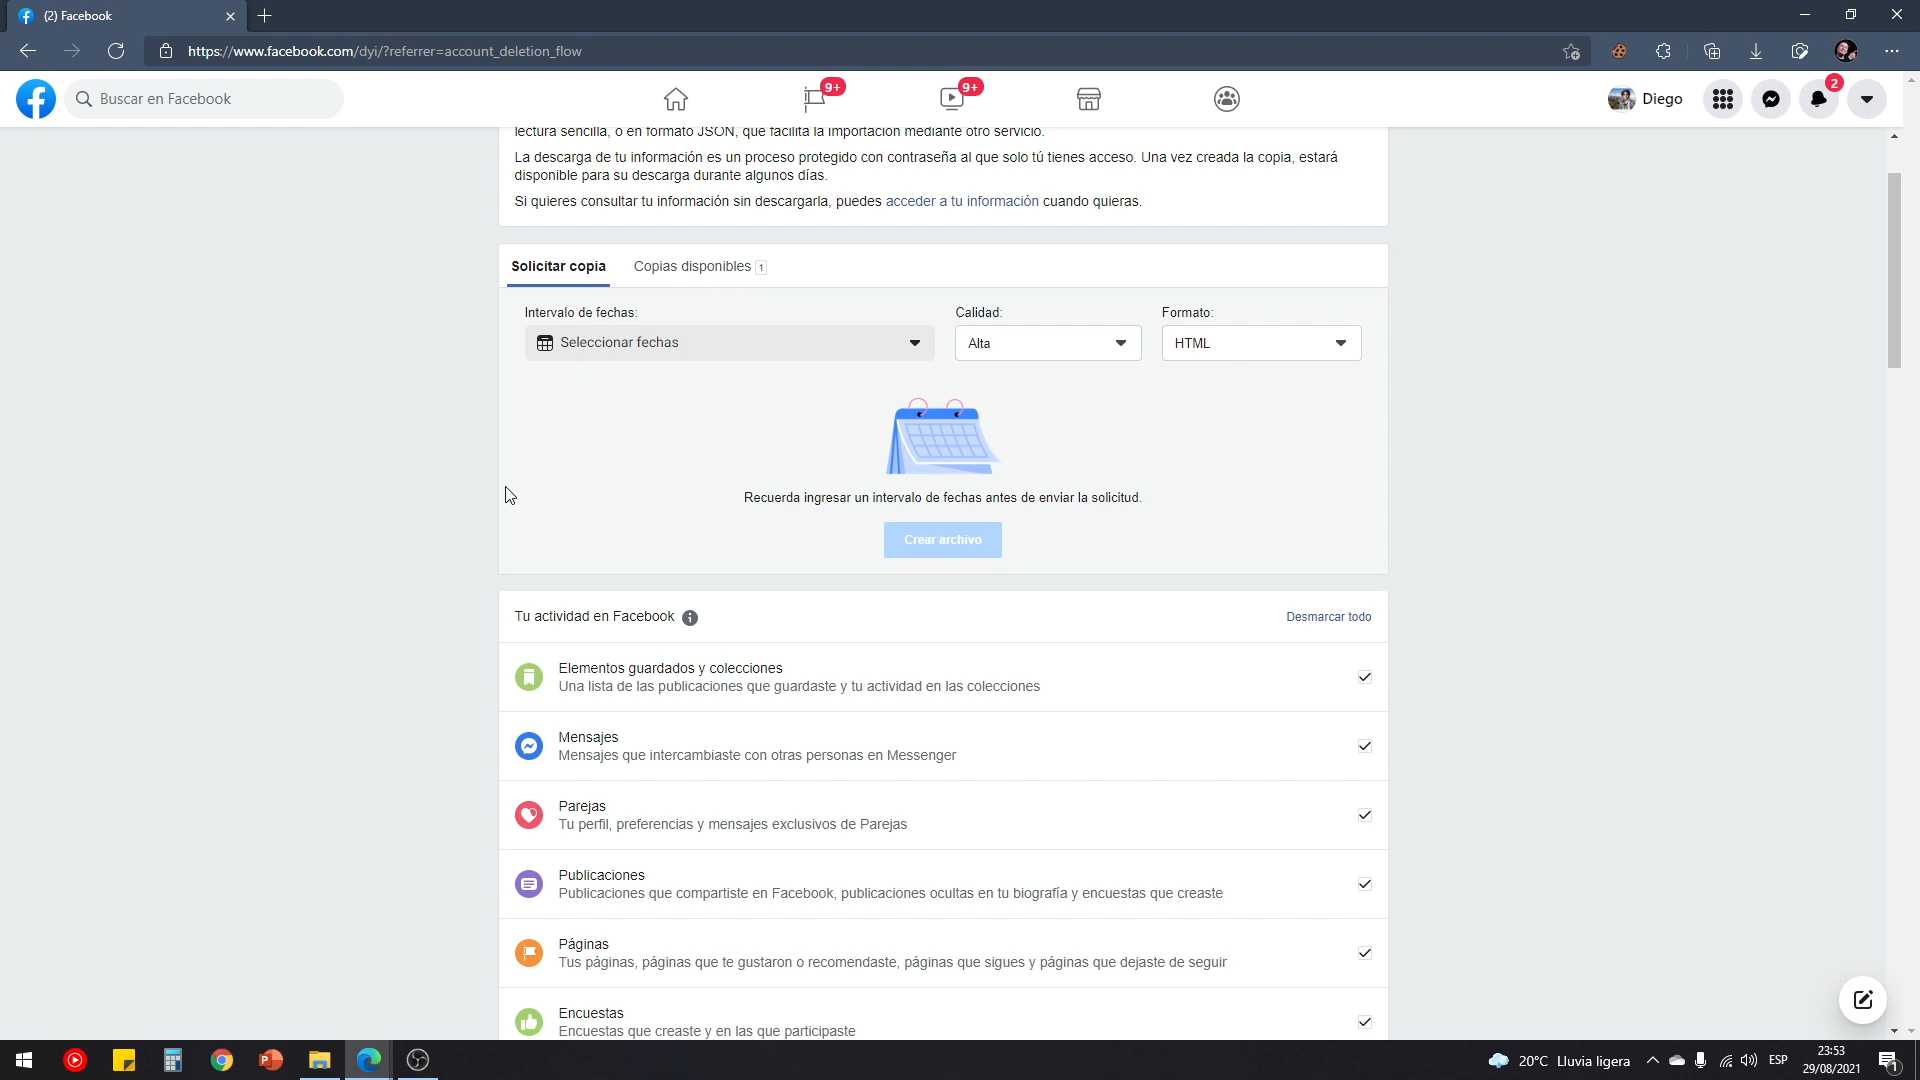 (2) Facebook
https://www.facebook.com/dyi/?referrer=account_deletion_flow
Buscar en Facebook
9+
9+
Diego
2
lectura sencilla, o en formato JSON, que facilita la importación mediante otro servicio.
La descarga de tu información es un proceso protegido con contraseña al que solo tú tienes acceso. Una vez creada la copia, estará
disponible para su descarga durante algunos días.
Si quieres consultar tu información sin descargarla, puedes acceder a tu información cuando quieras.
Solicitar copia
Copias disponibles 1
Intervalo de fechas:
Calidad:
Formato:
Seleccionar fechas
Alta
HTML
Recuerda ingresar un intervalo de fechas antes de enviar la solicitud.
Crear archivo
Tu actividad en Facebook
Desmarcar todo
Elementos guardados y colecciones
Una lista de las publicaciones que guardaste y tu actividad en las colecciones
Mensajes
Mensajes que intercambiaste con otras personas en Messenger
Parejas
Tu perfil, preferencias y mensajes exclusivos de Parejas
Publicaciones
Publicaciones que compartiste en Facebook, publicaciones ocultas en tu biografía y encuestas que creaste
Páginas
Tus páginas, páginas que te gustaron o recomendaste, páginas que sigues y páginas que dejaste de seguir
Encuestas
Encuestas que creaste y en las que participaste
20°C Lluvia ligera
ESP
23:53
29/08/2021
1